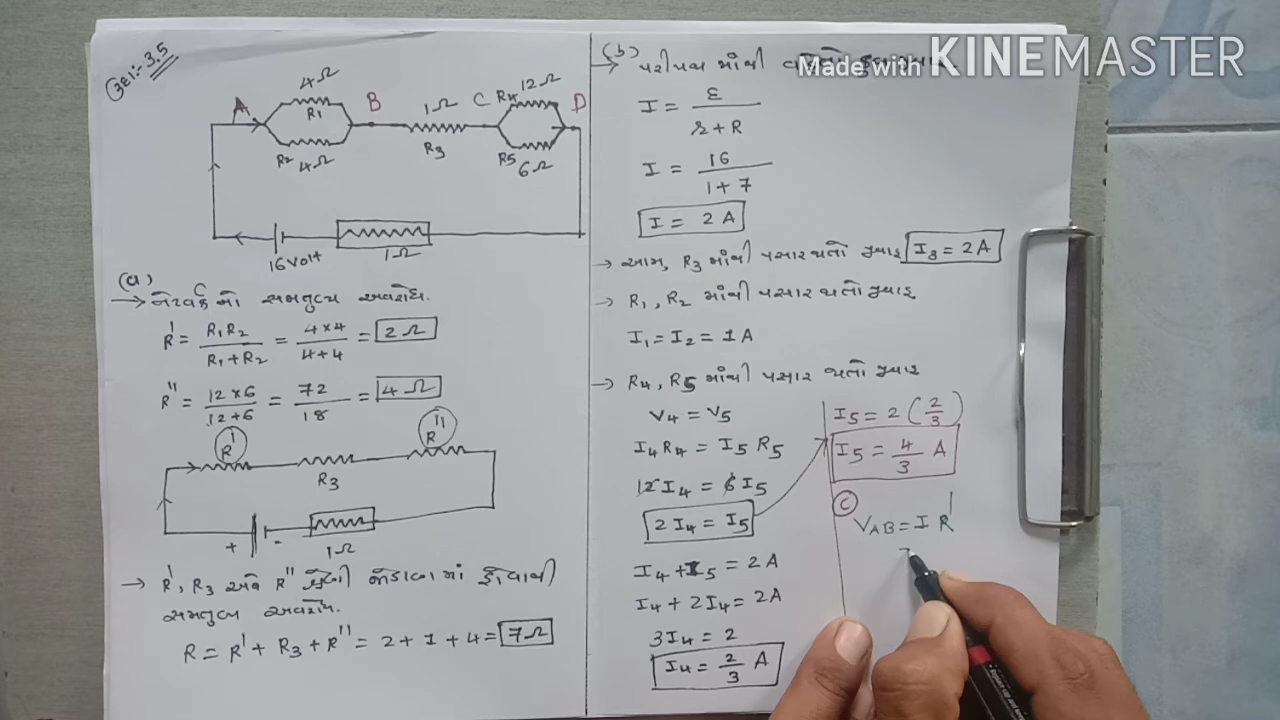 ઉદા:- 3.5
4Ω
R1
A
B
R2
4Ω
1Ω
R3
C
R4
12Ω
D
R5
6Ω
16 Volt
1Ω
(a)
→ નેટવર્ક નો સમતુલ્ય અવરોધ.
R' = R1R2 / R1+R2 = 4×4 / 4+4 = 2Ω
R'' = 12×6 / 12+6 = 72 / 18 = 4Ω
R'
R''
R3
+ -
1Ω
→ R', R3 અને R'' શ્રેણી જોડાણ માં હોવાથી
સમતુલ્ય અવરોધ.
R = R' + R3 + R'' = 2 + 1 + 4 = 7Ω
(b)
→ પરીપથ માંથી
I = ε / r + R
I = 16 / 1 + 7
I = 2 A
→ આમ, R3 માંથી પસાર થતો પ્રવાહ I3 = 2A
→ R1, R2 માંથી પસાર થતો પ્રવાહ
I1 = I2 = 1A
→ R4, R5 માંથી પસાર થતો પ્રવાહ
V4 = V5
I4R4 = I5 R5
12 I4 = 6 I5
2 I4 = I5
I4 + I5 = 2A
I4 + 2I4 = 2A
3I4 = 2
I4 = 2/3 A
I5 = 2 (2/3)
I5 = 4/3 A
(C)
VAB = I R'
Made with KINEMASTER